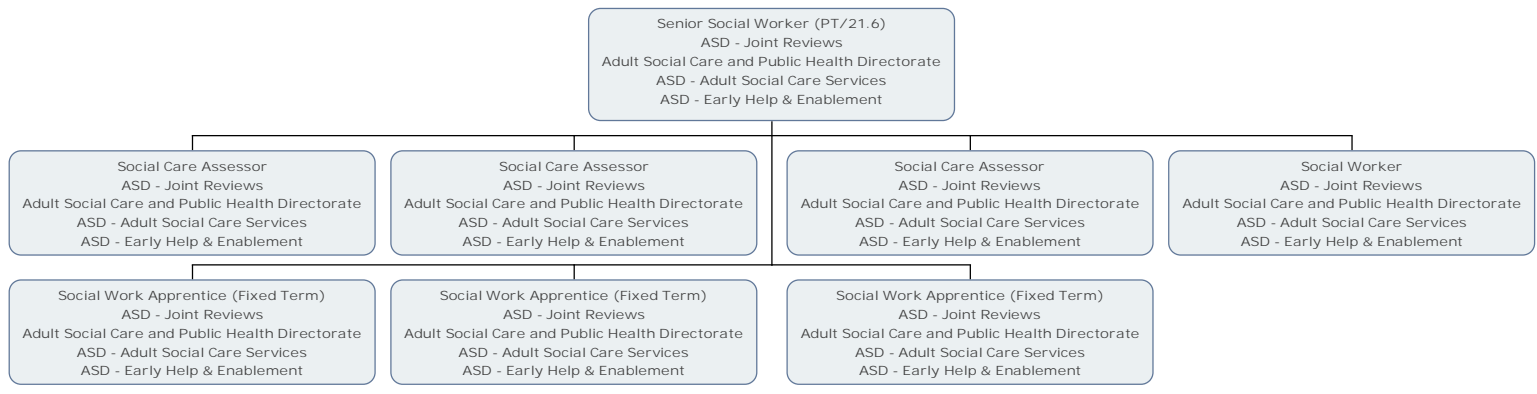 Senior Social Worker (PT/21.6)
ASD - Joint Reviews
Adult Social Care and Public Health Directorate
ASD - Adult Social Care Services
ASD - Early Help & Enablement
Social Care Assessor
ASD - Joint Reviews
Adult Social Care and Public Health Directorate
ASD - Adult Social Care Services
ASD - Early Help & Enablement
Social Care Assessor
ASD - Joint Reviews
Adult Social Care and Public Health Directorate
ASD - Adult Social Care Services
ASD - Early Help & Enablement
Social Care Assessor
ASD - Joint Reviews
Adult Social Care and Public Health Directorate
ASD - Adult Social Care Services
ASD - Early Help & Enablement
Social Worker
ASD - Joint Reviews
Adult Social Care and Public Health Directorate
ASD - Adult Social Care Services
ASD - Early Help & Enablement
Social Work Apprentice (Fixed Term)
ASD - Joint Reviews
Adult Social Care and Public Health Directorate
ASD - Adult Social Care Services
ASD - Early Help & Enablement
Social Work Apprentice (Fixed Term)
ASD - Joint Reviews
Adult Social Care and Public Health Directorate
ASD - Adult Social Care Services
ASD - Early Help & Enablement
Social Work Apprentice (Fixed Term)
ASD - Joint Reviews
Adult Social Care and Public Health Directorate
ASD - Adult Social Care Services
ASD - Early Help & Enablement